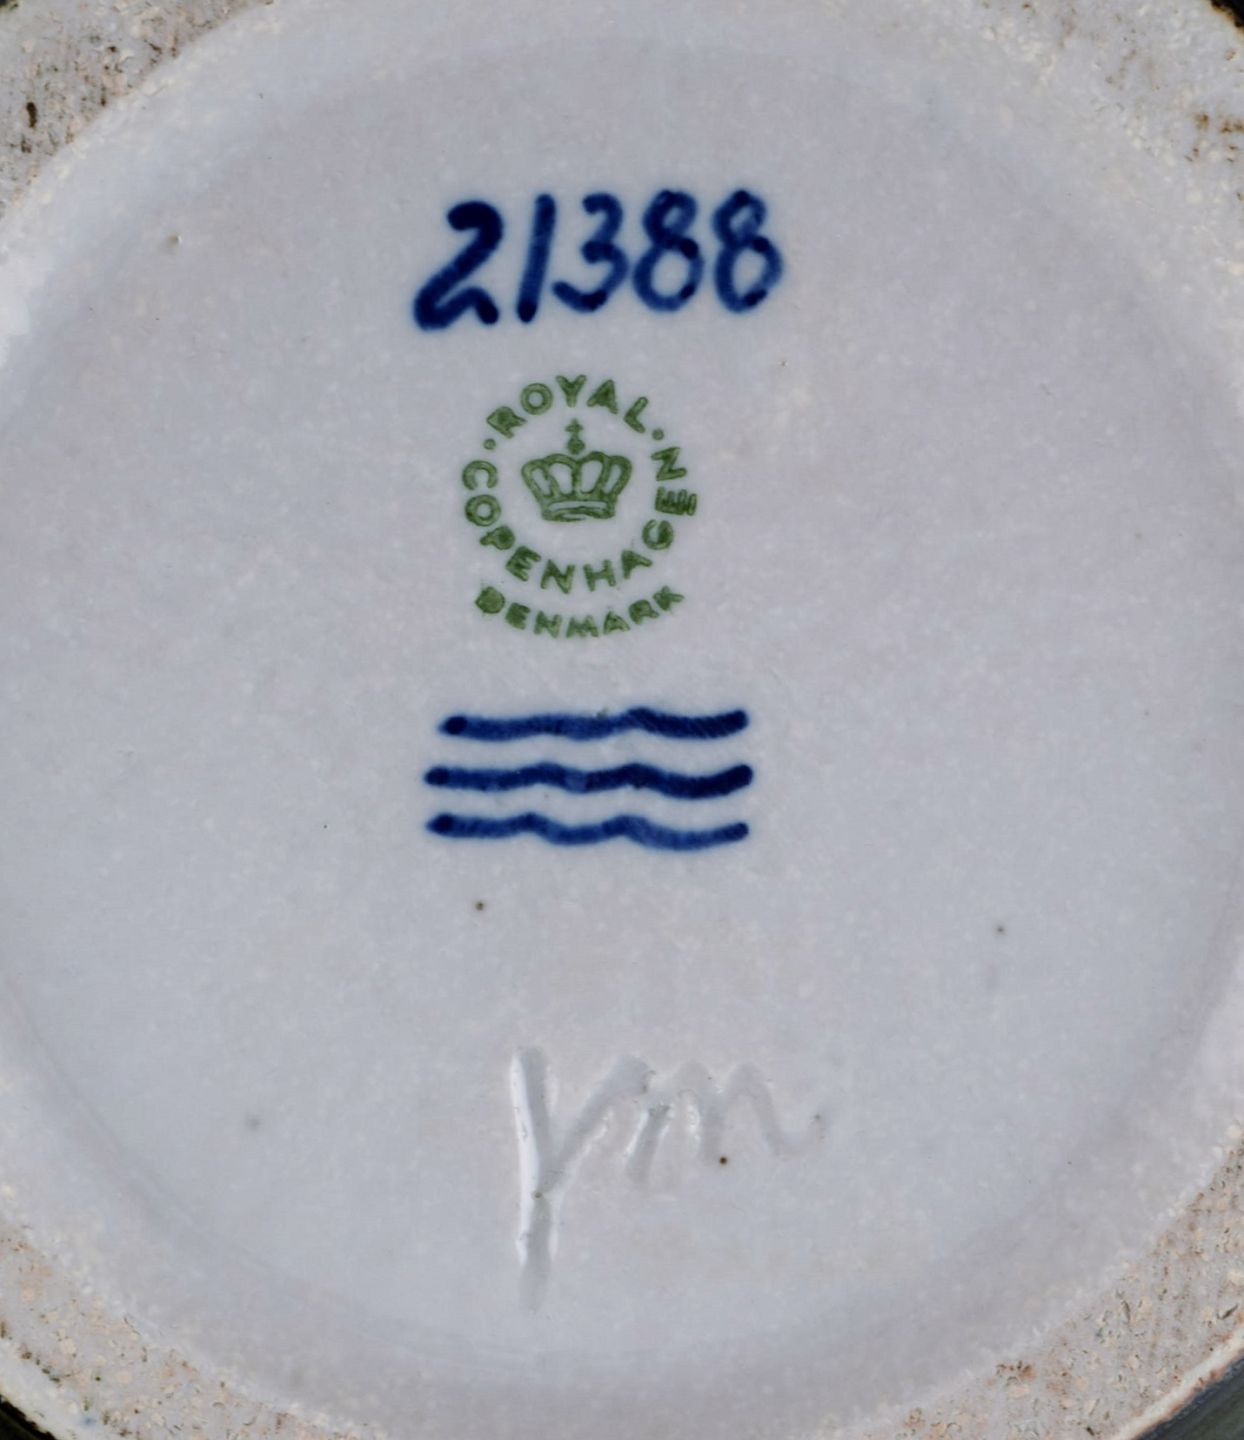 21388
ROYAL
COPENHAGEN
DENMARK